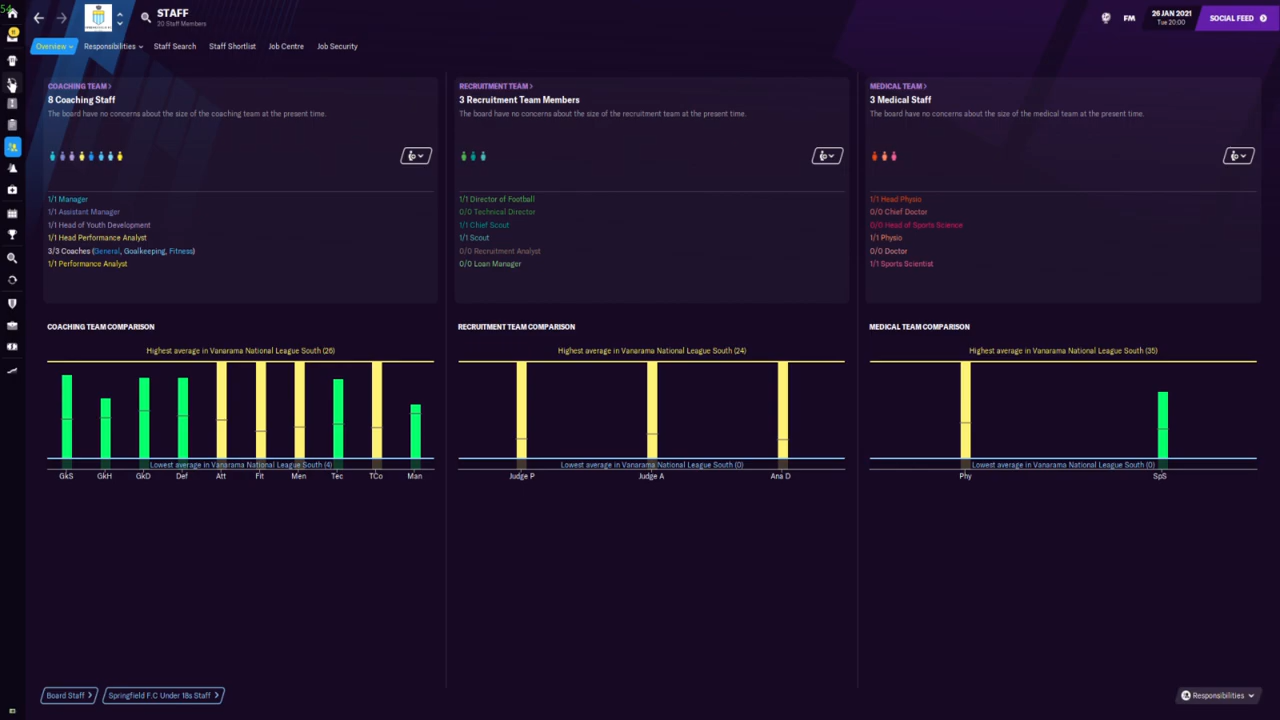 54
STAFF
20 Staff Members
FM
26 JAN 2021
Tue 20:00
SOCIAL FEED
Overview
Responsibilities
Staff Search
Staff Shortlist
Job Centre
Job Security
COACHING TEAM >
8 Coaching Staff
The board have no concerns about the size of the coaching team at the present time.
1/1 Manager
1/1 Assistant Manager
1/1 Head of Youth Development
1/1 Head Performance Analyst
3/3 Coaches (General, Goalkeeping, Fitness)
1/1 Performance Analyst
RECRUITMENT TEAM >
3 Recruitment Team Members
The board have no concerns about the size of the recruitment team at the present time.
1/1 Director of Football
0/0 Technical Director
1/1 Chief Scout
1/1 Scout
0/0 Recruitment Analyst
0/0 Loan Manager
MEDICAL TEAM >
3 Medical Staff
The board have no concerns about the size of the medical team at the present time.
1/1 Head Physio
0/0 Chief Doctor
0/0 Head of Sports Science
1/1 Physio
0/0 Doctor
1/1 Sports Scientist
COACHING TEAM COMPARISON
Highest average in Vanarama National League South (26)
Lowest average in Vanarama National League South (4)
GkS GkH GkD Def Att Fit Men Tec TCo Man
RECRUITMENT TEAM COMPARISON
Highest average in Vanarama National League South (24)
Lowest average in Vanarama National League South (0)
Judge P Judge A Ana D
MEDICAL TEAM COMPARISON
Highest average in Vanarama National League South (35)
Lowest average in Vanarama National League South (0)
Phy SpS
Board Staff >
Springfield F.C Under 18s Staff >
Responsibilities